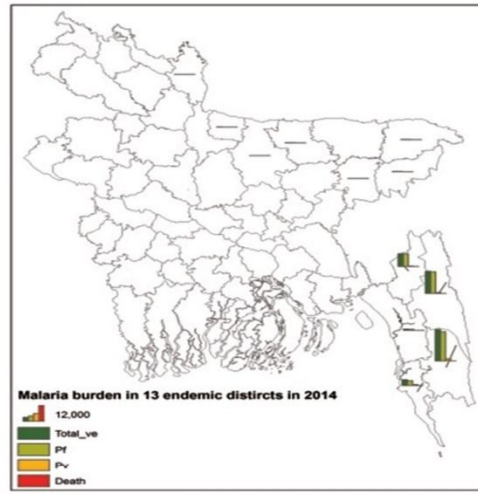 Malaria burden in 13 endemic distircts in 2014
12,000
Total_ve
Pf
Pv
Death